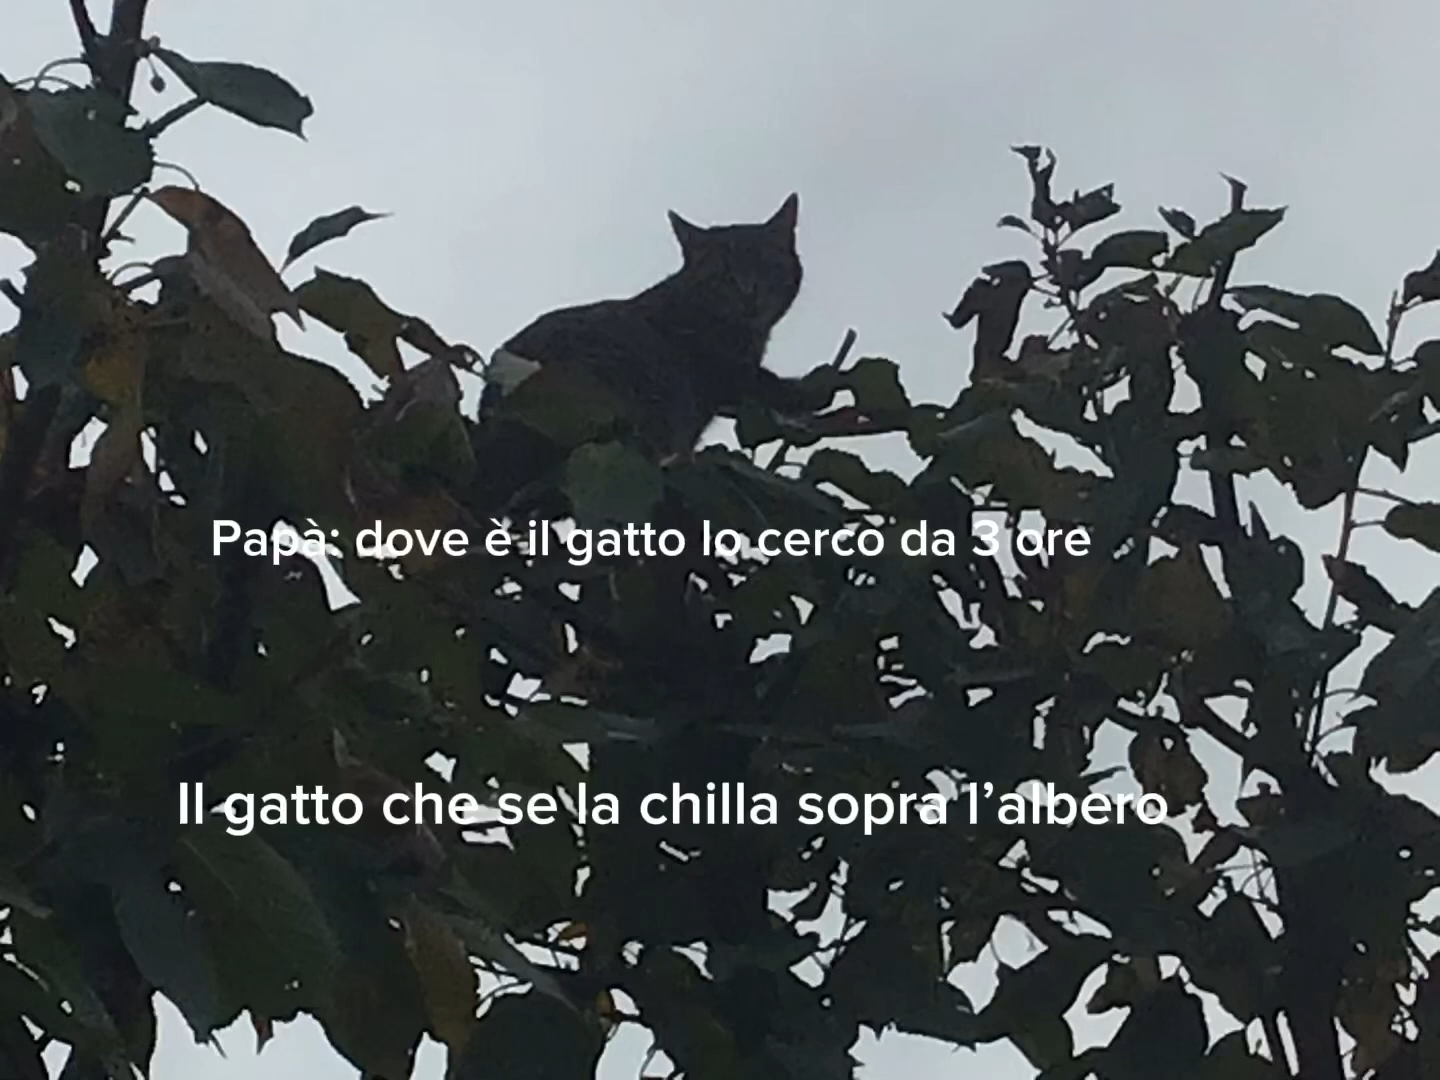 Papà: dove è il gatto lo cerco da 3 ore
Il gatto che se la chilla sopra l’albero